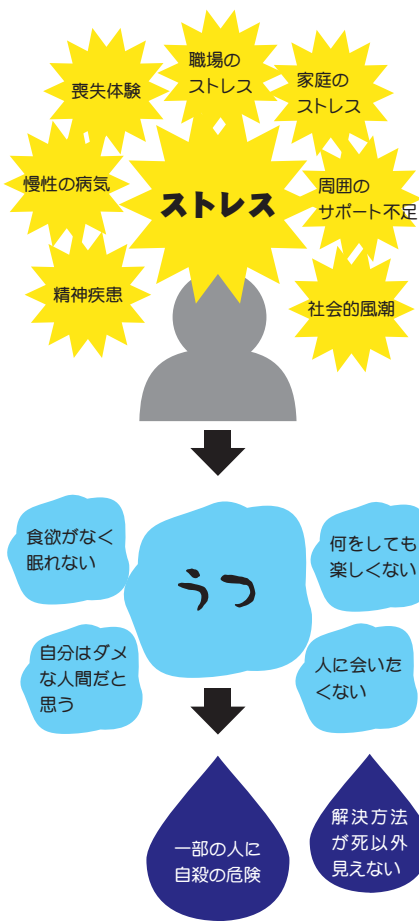 職場の
ストレス
喪失体験
家庭の
ストレス
慢性の病気
ストレス
周囲の
サポート不足
精神疾患
社会的風潮
食欲がなく
眠れない
うつ
何をしても
楽しくない
自分はダメ
な人間だと
思う
人に会いた
くない
一部の人に
自殺の危険
解決方法
が死以外
見えない